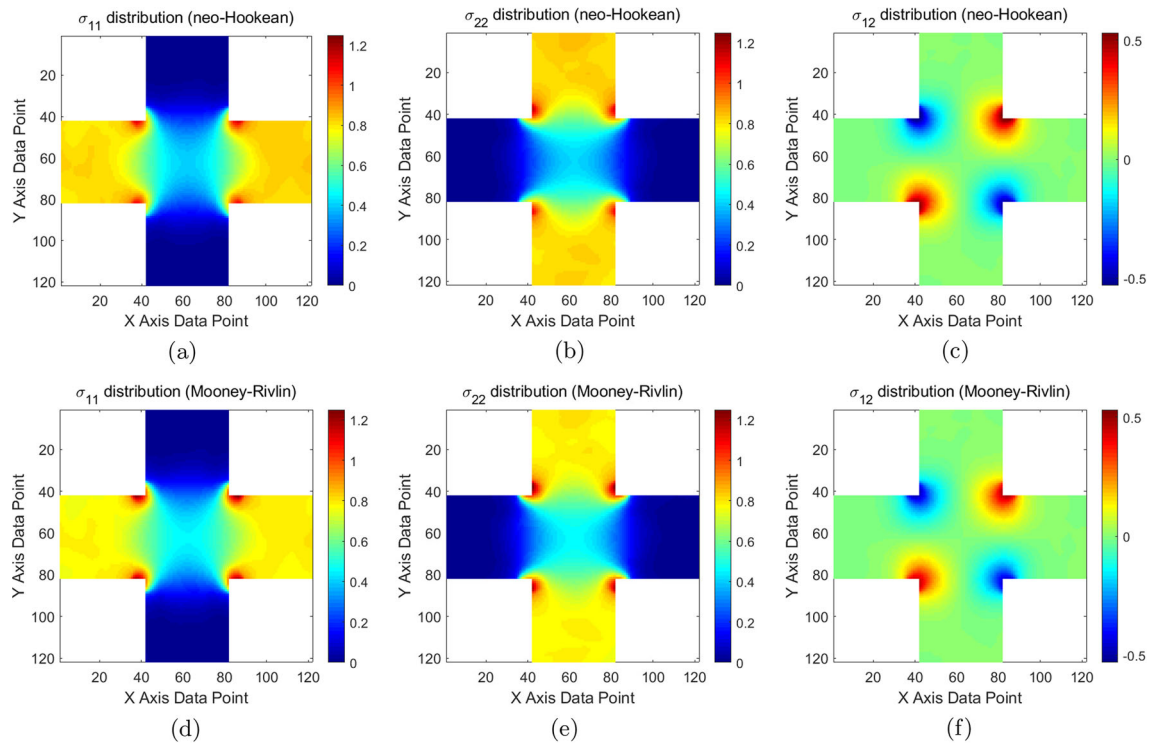 σ11 distribution (neo-Hookean)
1.2
1
0.8
0.6
0.4
0.2
0
20
40
60
80
100
120
Y Axis Data Point
20 40 60 80 100 120
X Axis Data Point
(a)
σ22 distribution (neo-Hookean)
1.2
1
0.8
0.6
0.4
0.2
0
20
40
60
80
100
120
Y Axis Data Point
20 40 60 80 100 120
X Axis Data Point
(b)
σ12 distribution (neo-Hookean)
0.5
0
-0.5
20
40
60
80
100
120
Y Axis Data Point
20 40 60 80 100 120
X Axis Data Point
(c)
σ11 distribution (Mooney-Rivlin)
1.2
1
0.8
0.6
0.4
0.2
0
20
40
60
80
100
120
Y Axis Data Point
20 40 60 80 100 120
X Axis Data Point
(d)
σ22 distribution (Mooney-Rivlin)
1.2
1
0.8
0.6
0.4
0.2
0
20
40
60
80
100
120
Y Axis Data Point
20 40 60 80 100 120
X Axis Data Point
(e)
σ12 distribution (Mooney-Rivlin)
0.5
0
-0.5
20
40
60
80
100
120
Y Axis Data Point
20 40 60 80 100 120
X Axis Data Point
(f)